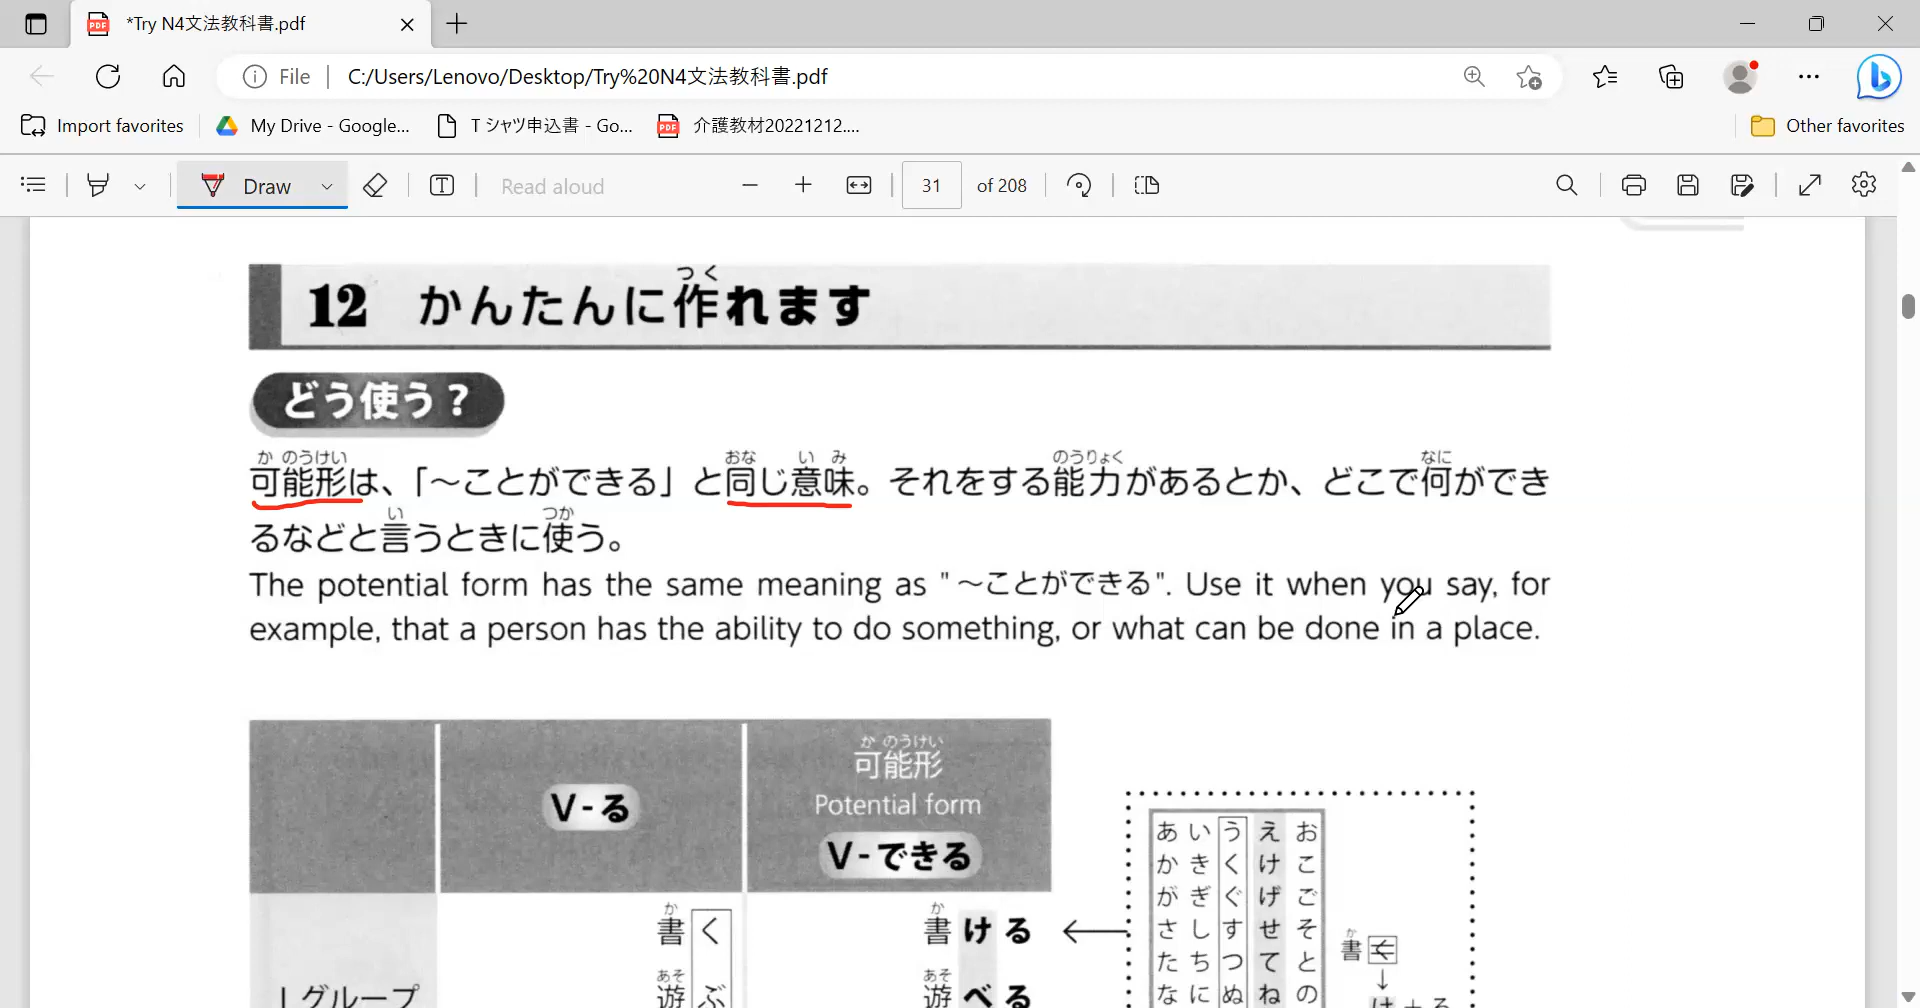 *Try N4文法教科書.pdf
File
C:/Users/Lenovo/Desktop/Try%20N4文法教科書.pdf
Import favorites
My Drive - Google...
Tシャツ申込書 - Go...
介護教材20221212....
Other favorites
Draw
Read aloud
31 of 208
つく
12 かんたんに作れます
どう使う?
か のうけい おな い み のうりょく なに
可能形は、「～ことができる」と同じ意味。それをする能力があるとか、どこで何ができ
い つか
るなどと言うときに使う。
The potential form has the same meaning as "～ことができる". Use it when you say, for
example, that a person has the ability to do something, or what can be done in a place.
V-る
か のうけい
可能形
Potential form
V-できる
か
書く
か
書ける
あそ
遊ぶ
あそ
遊べる
I グループ
あいうえお
かきくけこ
がぎぐげご
さしすせそ
たちつてと
なにぬねの
か
書
↓